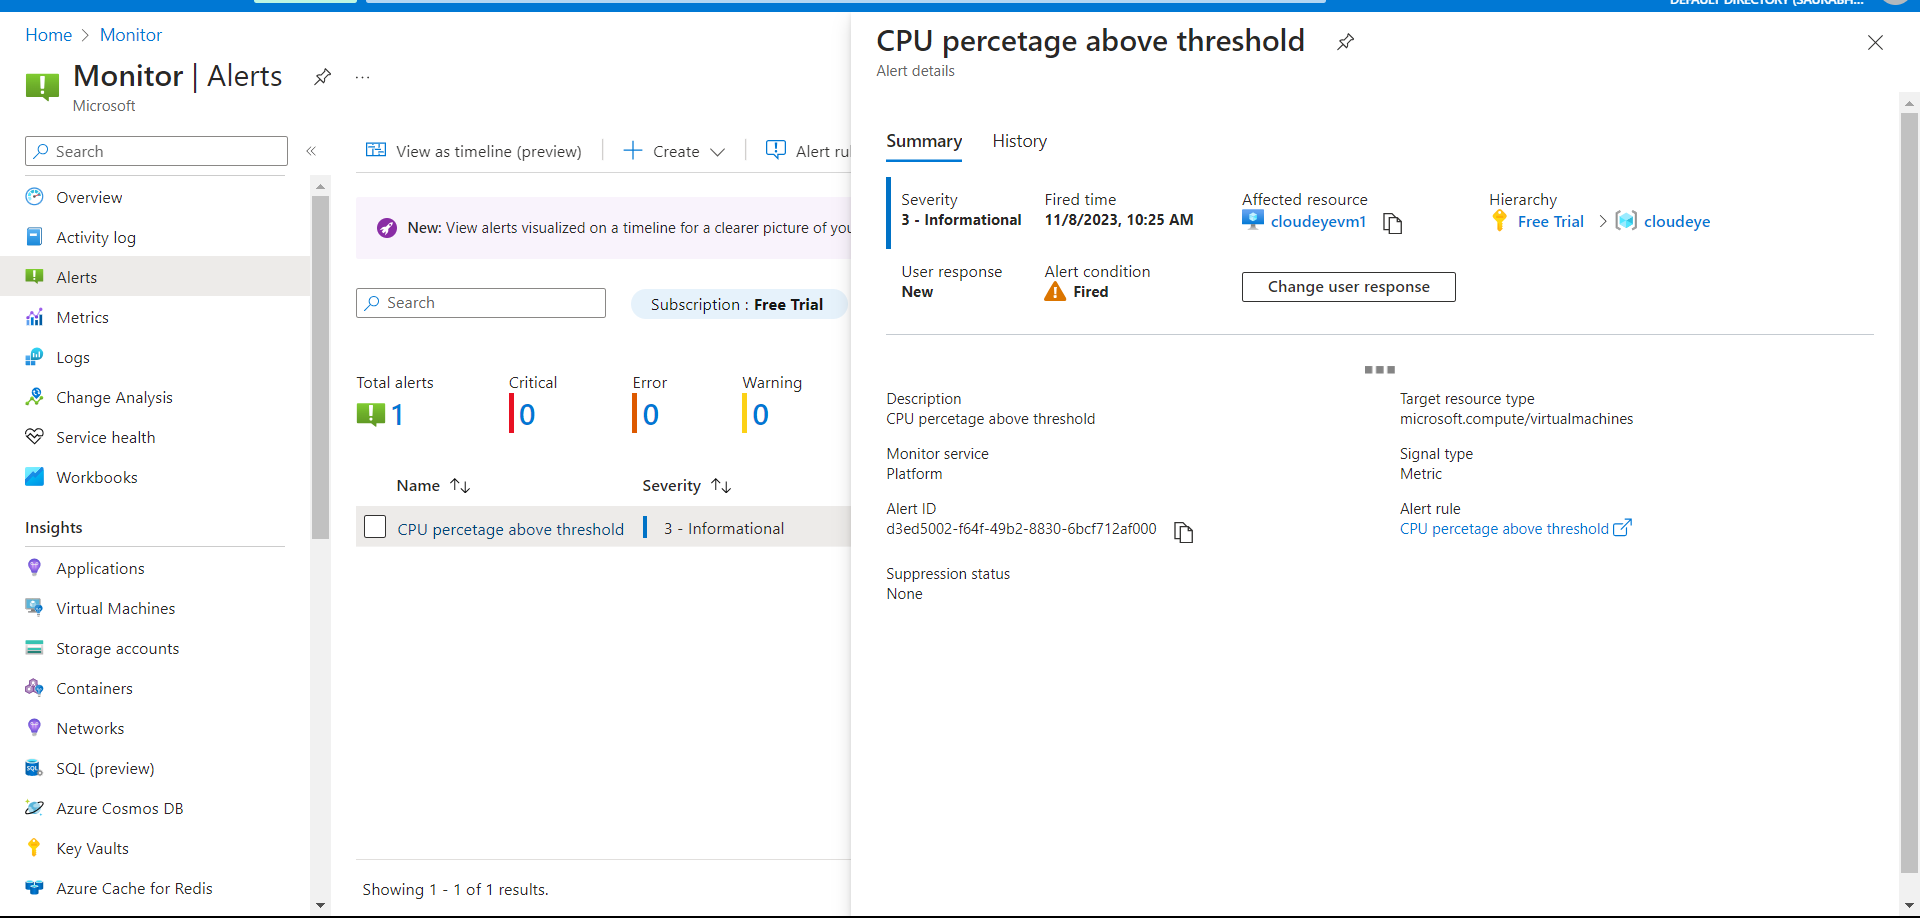 Home > Monitor
Monitor | Alerts ...
Microsoft
Search
«
Overview
Activity log
Alerts
Metrics
Logs
Change Analysis
Service health
Workbooks
Insights
Applications
Virtual Machines
Storage accounts
Containers
Networks
SQL (preview)
Azure Cosmos DB
Key Vaults
Azure Cache for Redis
View as timeline (preview)
Create
Alert ru
New: View alerts visualized on a timeline for a clearer picture of you
Search
Subscription : Free Trial
Total alerts
1
Critical
0
Error
0
Warning
0
Name
Severity
CPU percetage above threshold
3 - Informational
Showing 1 - 1 of 1 results.
DEFAULT DIRECTORY (SAURABH...
CPU percetage above threshold
Alert details
Summary
History
Severity
3 - Informational
Fired time
11/8/2023, 10:25 AM
Affected resource
cloudeyevm1
Hierarchy
Free Trial > cloudeye
User response
New
Alert condition
Fired
Change user response
Description
CPU percetage above threshold
Target resource type
microsoft.compute/virtualmachines
Monitor service
Platform
Signal type
Metric
Alert ID
d3ed5002-f64f-49b2-8830-6bcf712af000
Alert rule
CPU percetage above threshold
Suppression status
None